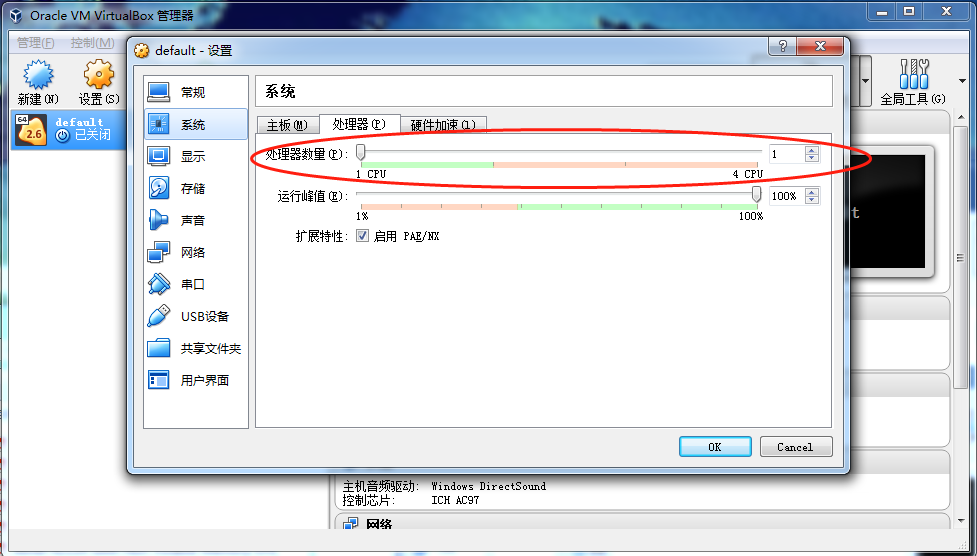 Oracle VM VirtualBox 管理器
管理(F) 控制(M)
新建(N) 设置(S) 全局工具(G)
64
2.6
default
已关闭
default - 设置
常规
系统
显示
存储
声音
网络
串口
USB设备
共享文件夹
用户界面
系统
主板(M) 处理器(P) 硬件加速(l)
处理器数量(P): 1
1 CPU 4 CPU
运行峰值(E): 100%
1% 100%
扩展特性: 启用 PAE/NX
OK Cancel
主机音频驱动: Windows DirectSound
控制芯片: ICH AC97
网络